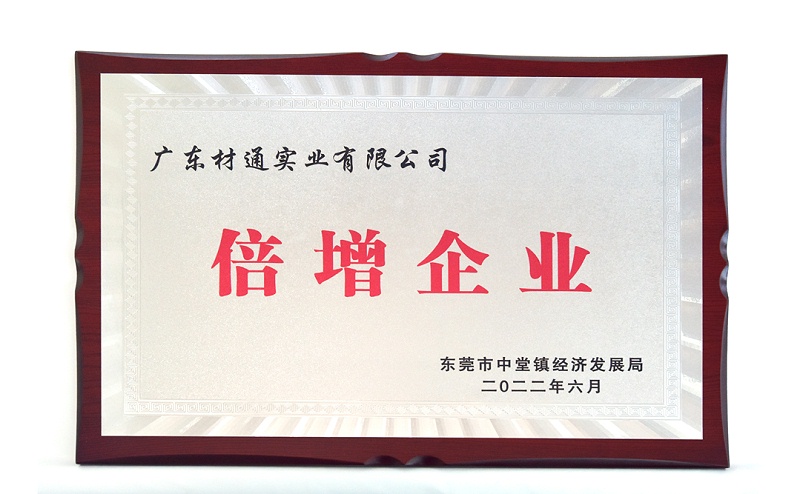 广东材通实业有限公司
倍增企业
东莞市中堂镇经济发展局
二0二二年六月